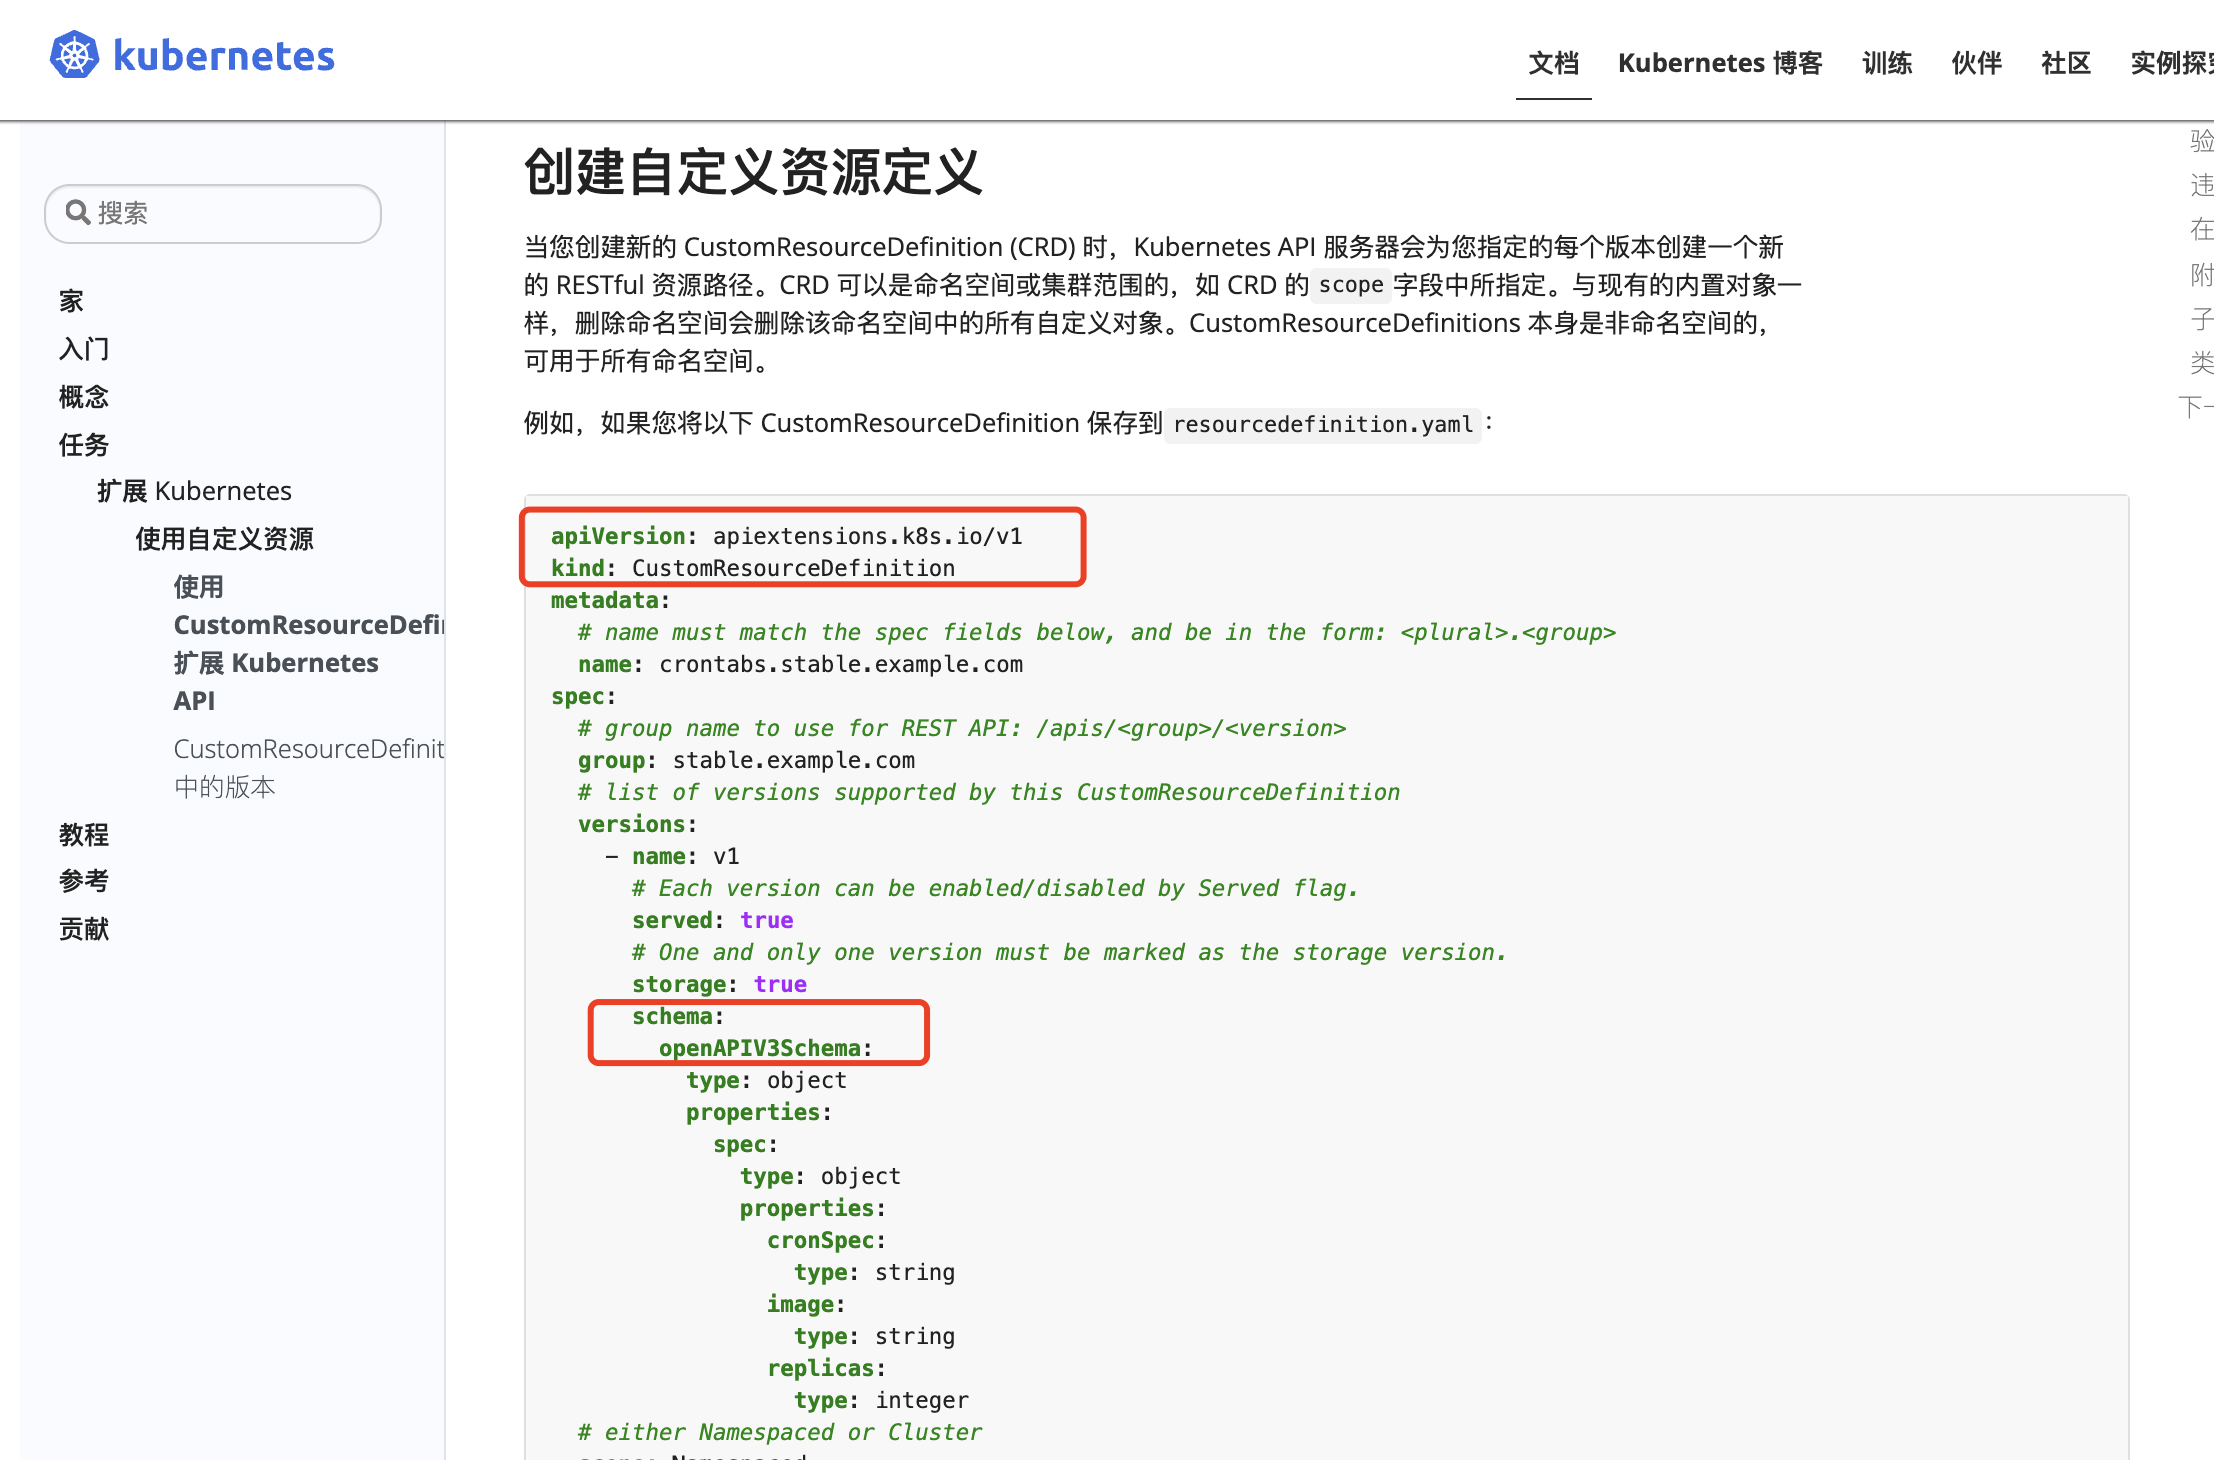 kubernetes
文档 Kubernetes 博客 训练 伙伴 社区 实例探究
搜索
家
入门
概念
任务
扩展 Kubernetes
使用自定义资源
使用
CustomResourceDefin
扩展 Kubernetes
API
CustomResourceDefinit
中的版本
教程
参考
贡献
创建自定义资源定义
当您创建新的 CustomResourceDefinition (CRD) 时，Kubernetes API 服务器会为您指定的每个版本创建一个新
的 RESTful 资源路径。CRD 可以是命名空间或集群范围的，如 CRD 的 scope 字段中所指定。与现有的内置对象一
样，删除命名空间会删除该命名空间中的所有自定义对象。CustomResourceDefinitions 本身是非命名空间的，
可用于所有命名空间。
例如，如果您将以下 CustomResourceDefinition 保存到 resourcedefinition.yaml：
apiVersion: apiextensions.k8s.io/v1
kind: CustomResourceDefinition
metadata:
  # name must match the spec fields below, and be in the form: <plural>.<group>
  name: crontabs.stable.example.com
spec:
  # group name to use for REST API: /apis/<group>/<version>
  group: stable.example.com
  # list of versions supported by this CustomResourceDefinition
  versions:
    - name: v1
      # Each version can be enabled/disabled by Served flag.
      served: true
      # One and only one version must be marked as the storage version.
      storage: true
      schema:
        openAPIV3Schema:
          type: object
          properties:
            spec:
              type: object
              properties:
                cronSpec:
                  type: string
                image:
                  type: string
                replicas:
                  type: integer
  # either Namespaced or Cluster
  scope: Namespaced
验
违
在
附
子
类
下一